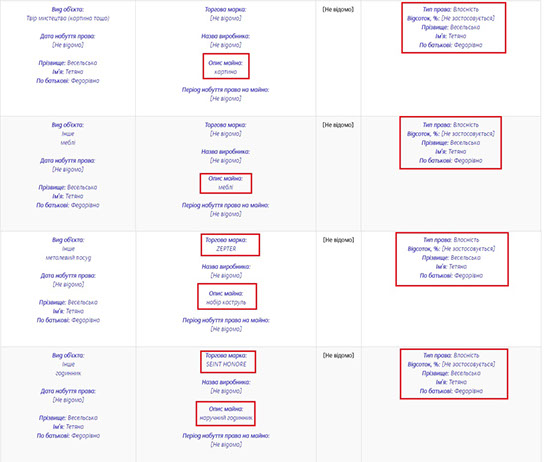 Вид об'єкта:
Твір мистецтва (картина тощо)
Дата набуття права:
[Не відомо]
Прізвище: Весельська
Ім'я: Тетяна
По батькові: Федорівна
Торгова марка:
[Не відомо]
Назва виробника:
[Не відомо]
Опис майна:
картина
Період набуття права на майно:
[Не відомо]
[Не відомо]
Тип права: Власність
Відсоток, %: [Не застосовується]
Прізвище: Весельська
Ім'я: Тетяна
По батькові: Федорівна
Вид об'єкта:
Інше
меблі
Дата набуття права:
[Не відомо]
Прізвище: Весельська
Ім'я: Тетяна
По батькові: Федорівна
Торгова марка:
[Не відомо]
Назва виробника:
[Не відомо]
Опис майна:
меблі
Період набуття права на майно:
[Не відомо]
[Не відомо]
Тип права: Власність
Відсоток, %: [Не застосовується]
Прізвище: Весельська
Ім'я: Тетяна
По батькові: Федорівна
Вид об'єкта:
Інше
металевий посуд
Дата набуття права:
[Не відомо]
Прізвище: Весельська
Ім'я: Тетяна
По батькові: Федорівна
Торгова марка:
ZEPTER
Назва виробника:
[Не відомо]
Опис майна:
набір каструль
Період набуття права на майно:
[Не відомо]
[Не відомо]
Тип права: Власність
Відсоток, %: [Не застосовується]
Прізвище: Весельська
Ім'я: Тетяна
По батькові: Федорівна
Вид об'єкта:
Інше
годинник
Дата набуття права:
[Не відомо]
Прізвище: Весельська
Ім'я: Тетяна
По батькові: Федорівна
Торгова марка:
SEINT HONORE
Назва виробника:
[Не відомо]
Опис майна:
наручний годинник
Період набуття права на майно:
[Не відомо]
[Не відомо]
Тип права: Власність
Відсоток, %: [Не застосовується]
Прізвище: Весельська
Ім'я: Тетяна
По батькові: Федорівна